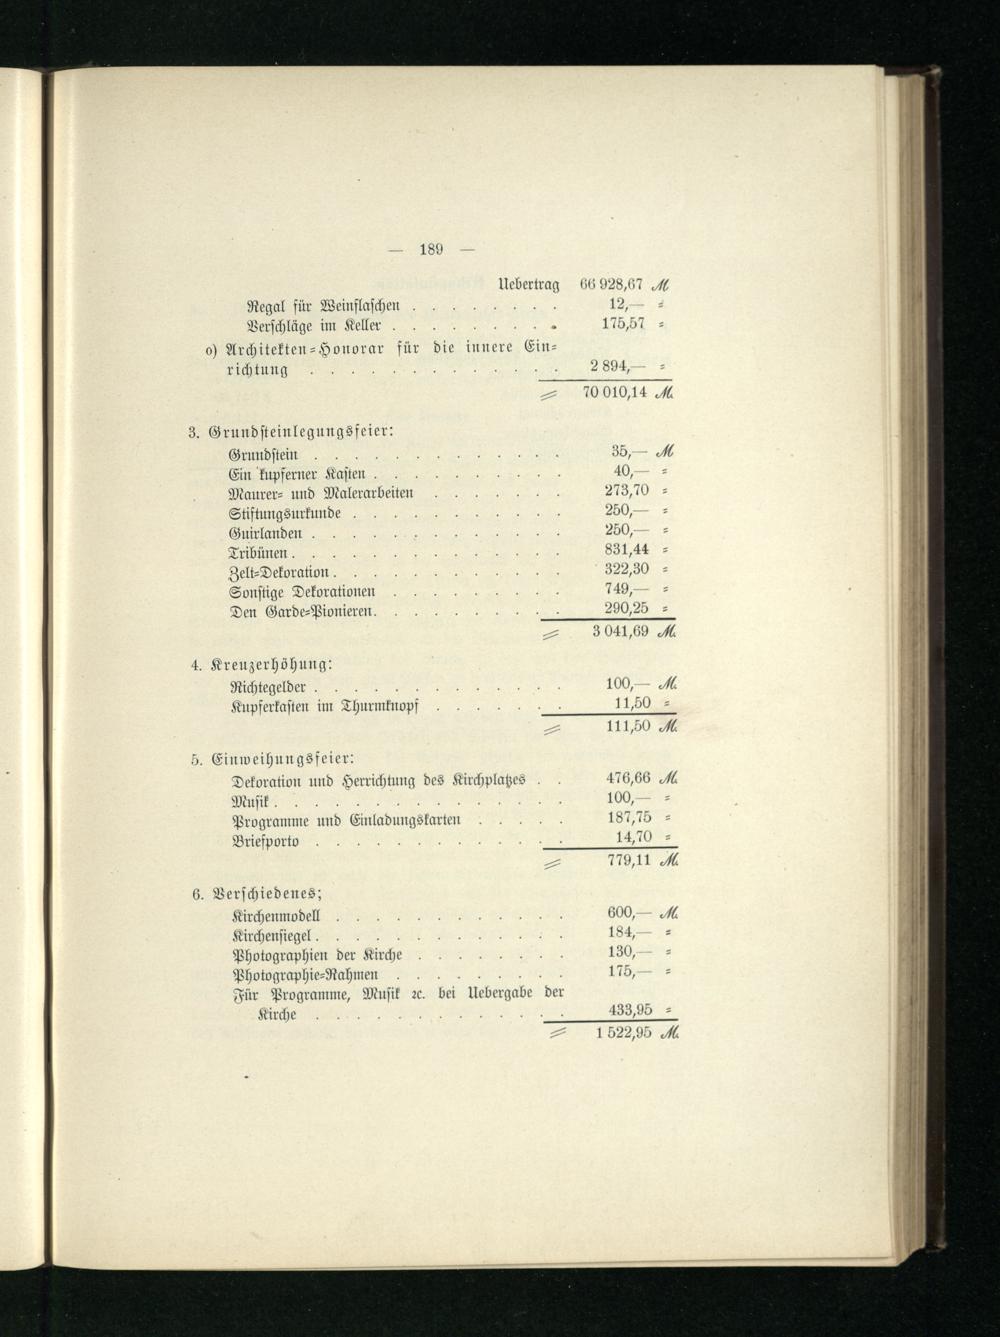 — 189 —
Uebertrag 66 928,67 M
Regal für Weinflaschen . . . . . . . . 12,— =
Verschläge im Keller . . . . . . . . . 175,57 =
o) Architekten=Honorar für die innere Ein=
richtung . . . . . . . . . . . . . 2 894,— =
= 70 010,14 M.
3. Grundsteinlegungsfeier:
Grundstein . . . . . . . . . . . . . 35,— M
Ein kupferner Kasten . . . . . . . . . . 40,— =
Maurer= und Malerarbeiten . . . . . . . 273,70 =
Stiftungsurkunde . . . . . . . . . . . 250,— =
Guirlanden . . . . . . . . . . . . . 250,— =
Tribünen . . . . . . . . . . . . . . 831,44 =
Zelt=Dekoration . . . . . . . . . . . . 322,30 =
Sonstige Dekorationen . . . . . . . . . 749,— =
Den Garde=Pionieren . . . . . . . . . . 290,25 =
= 3 041,69 M.
4. Kreuzerhöhung:
Richtegelder . . . . . . . . . . . . . 100,— M.
Kupferkasten im Thurmknopf . . . . . . . 11,50 =
= 111,50 M.
5. Einweihungsfeier:
Dekoration und Herrichtung des Kirchplatzes . . 476,66 M.
Musik . . . . . . . . . . . . . . . 100,— =
Programme und Einladungskarten . . . . . 187,75 =
Briefporto . . . . . . . . . . . . . 14,70 =
= 779,11 M.
6. Verschiedenes;
Kirchenmodell . . . . . . . . . . . . 600,— M.
Kirchensiegel . . . . . . . . . . . . . 184,— =
Photographien der Kirche . . . . . . . . 130,— =
Photographie=Rahmen . . . . . . . . . 175,— =
Für Programme, Musik ꝛc. bei Uebergabe der
Kirche . . . . . . . . . . . . . 433,95 =
= 1 522,95 M.